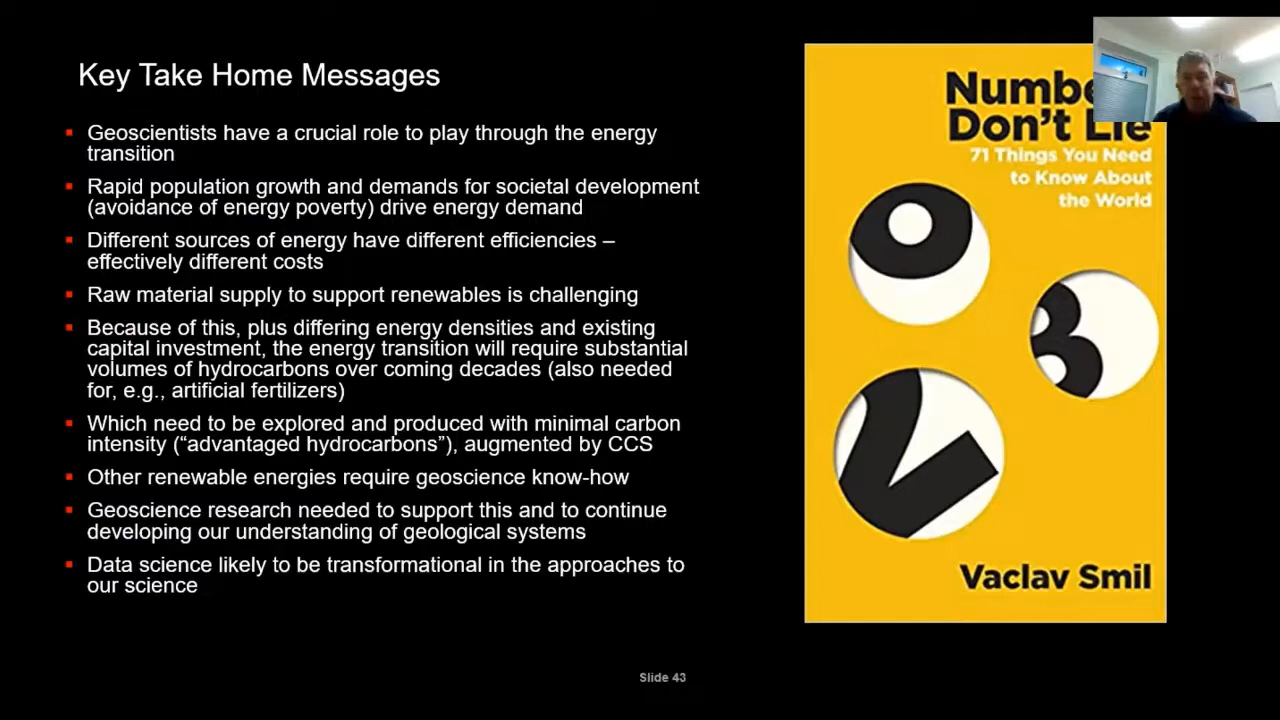 Key Take Home Messages
Geoscientists have a crucial role to play through the energy
transition
Rapid population growth and demands for societal development
(avoidance of energy poverty) drive energy demand
Different sources of energy have different efficiencies –
effectively different costs
Raw material supply to support renewables is challenging
Because of this, plus differing energy densities and existing
capital investment, the energy transition will require substantial
volumes of hydrocarbons over coming decades (also needed
for, e.g., artificial fertilizers)
Which need to be explored and produced with minimal carbon
intensity (“advantaged hydrocarbons”), augmented by CCS
Other renewable energies require geoscience know-how
Geoscience research needed to support this and to continue
developing our understanding of geological systems
Data science likely to be transformational in the approaches to
our science
Don’t Lie
71 Things You Need
to Know About
the World
Vaclav Smil
Slide 43